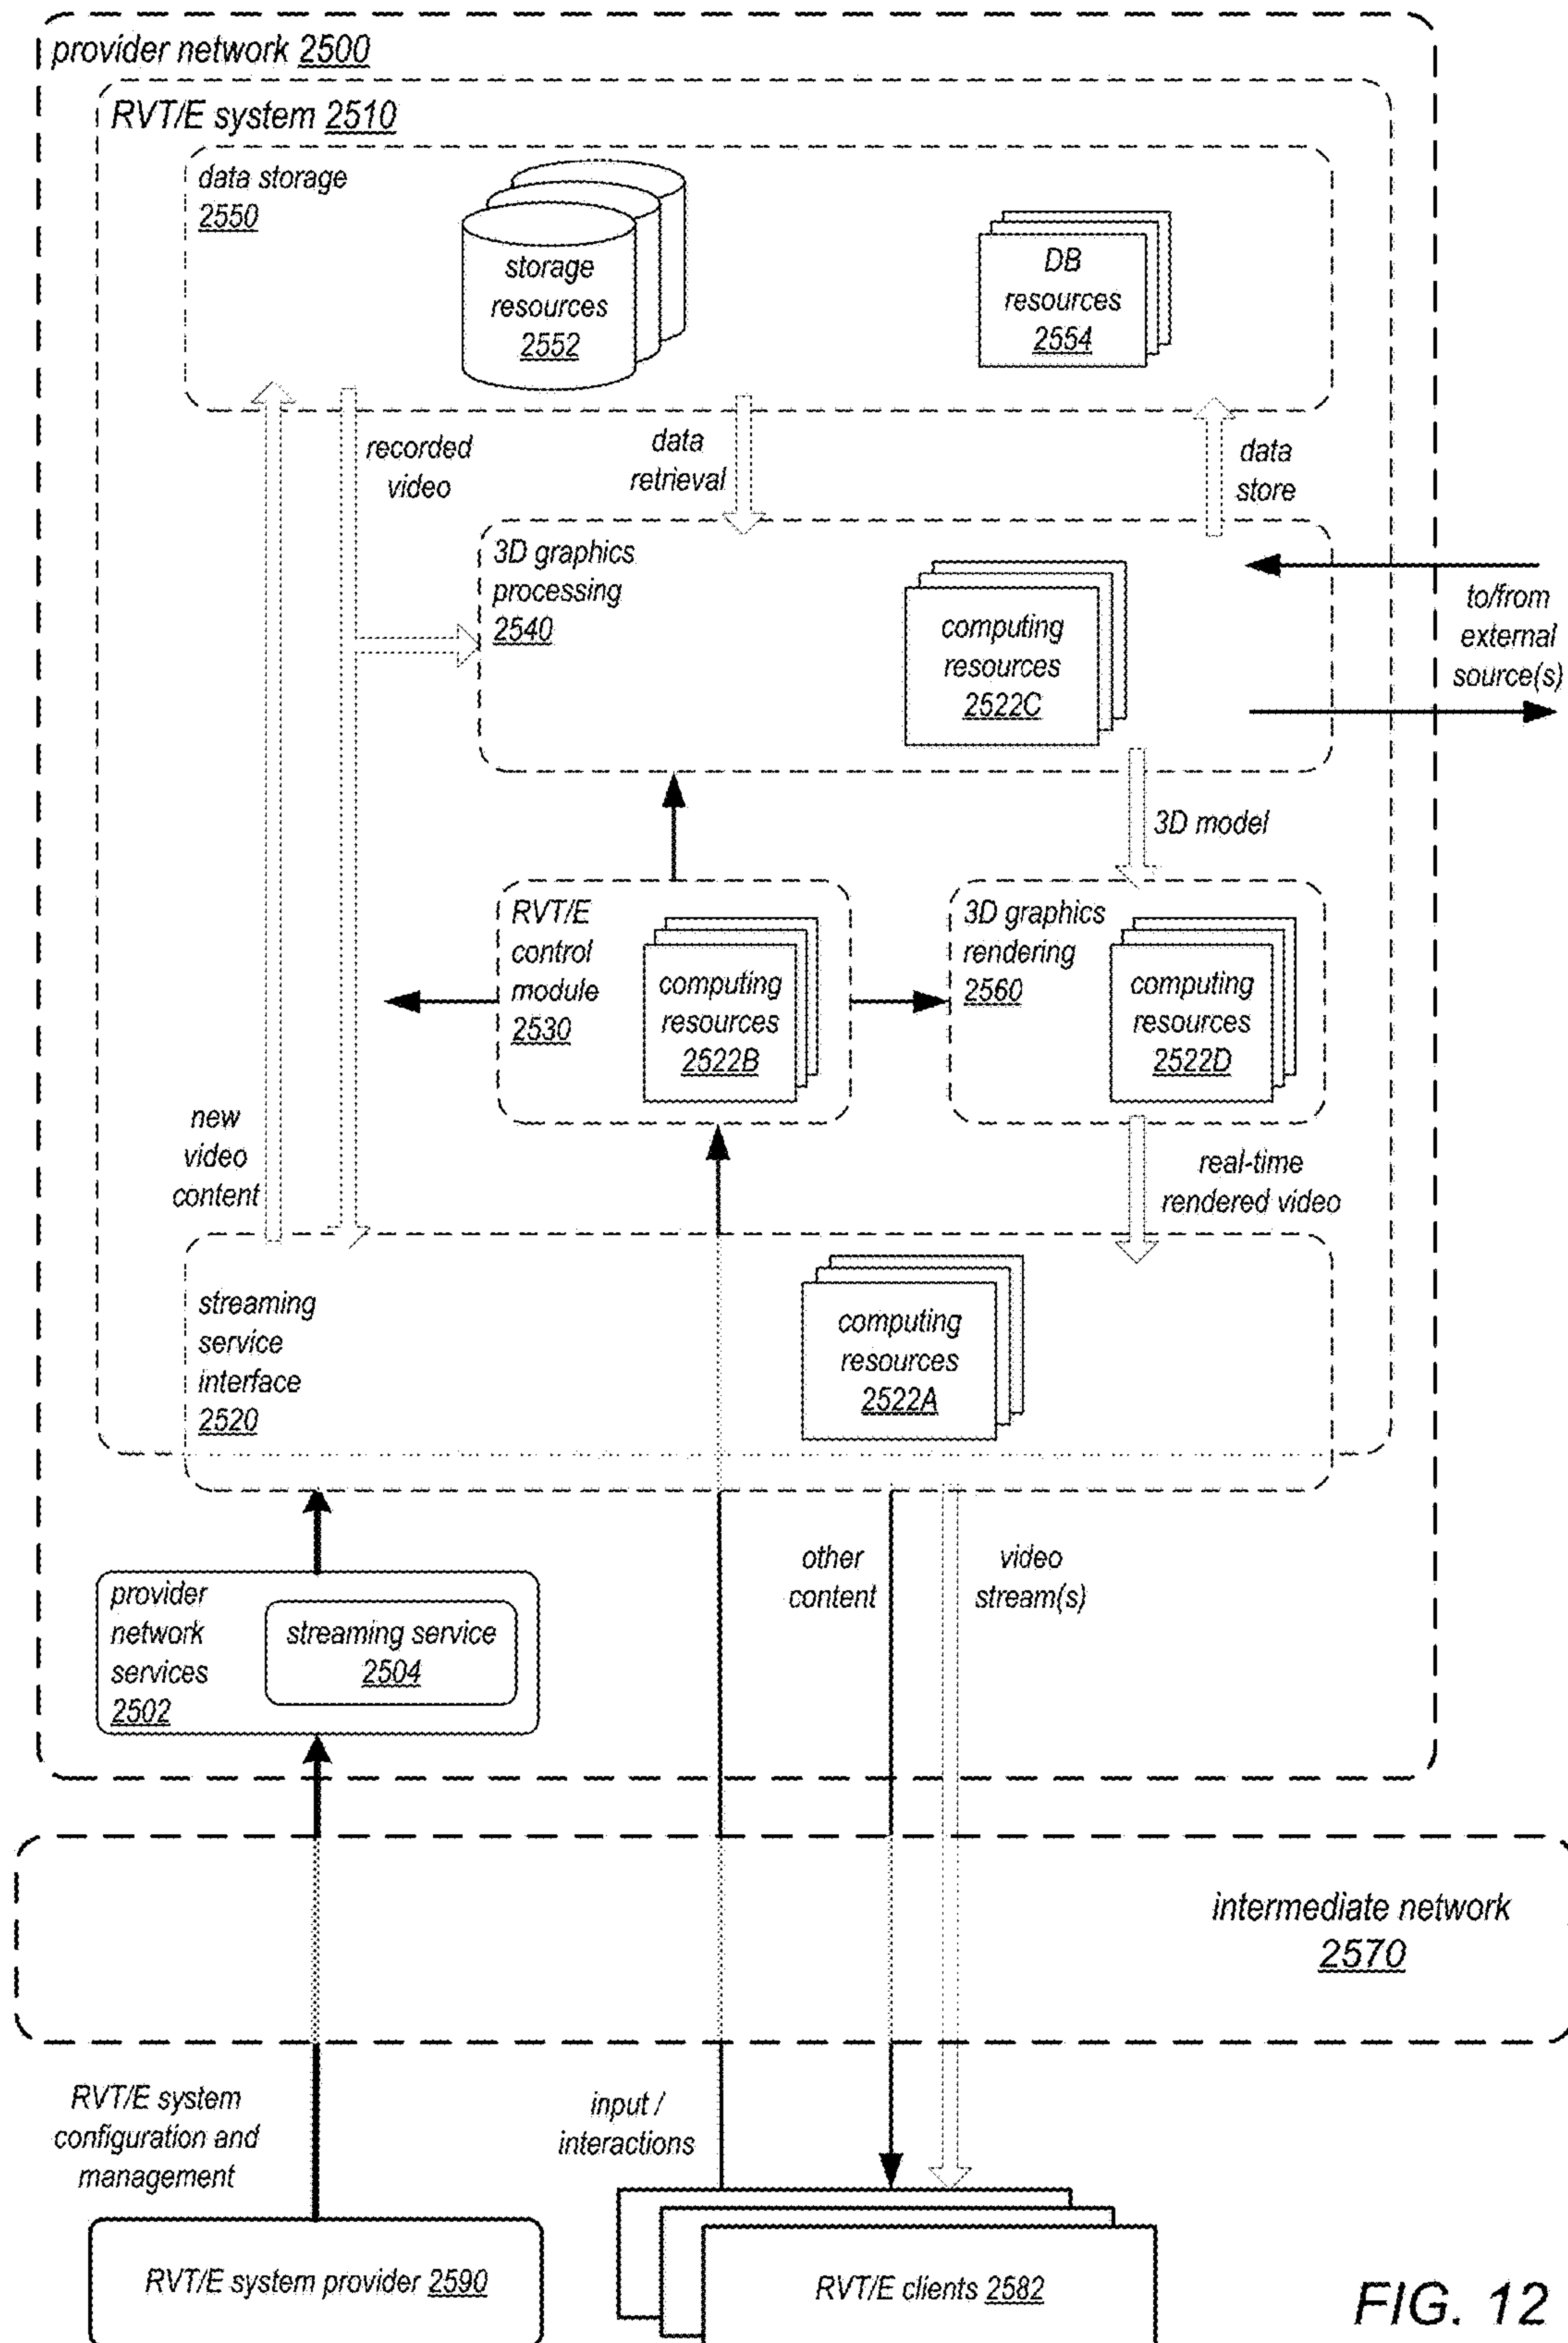 provider network 2500
RVT/E system 2510
data storage
2550
storage
resources
2552
DB
resources
2554
recorded
video
data
retrieval
data
store
3D graphics
processing
2540
computing
resources
2522C
to/from
external
source(s)
3D model
RVT/E
control
module
2530
computing
resources
2522B
3D graphics
rendering
2560
computing
resources
2522D
new
video
content
real-time
rendered video
streaming
service
interface
2520
computing
resources
2522A
other
content
video
stream(s)
provider
network
services
2502
streaming service
2504
intermediate network
2570
RVT/E system
configuration and
management
input /
interactions
RVT/E system provider 2590
RVT/E clients 2582
FIG. 12